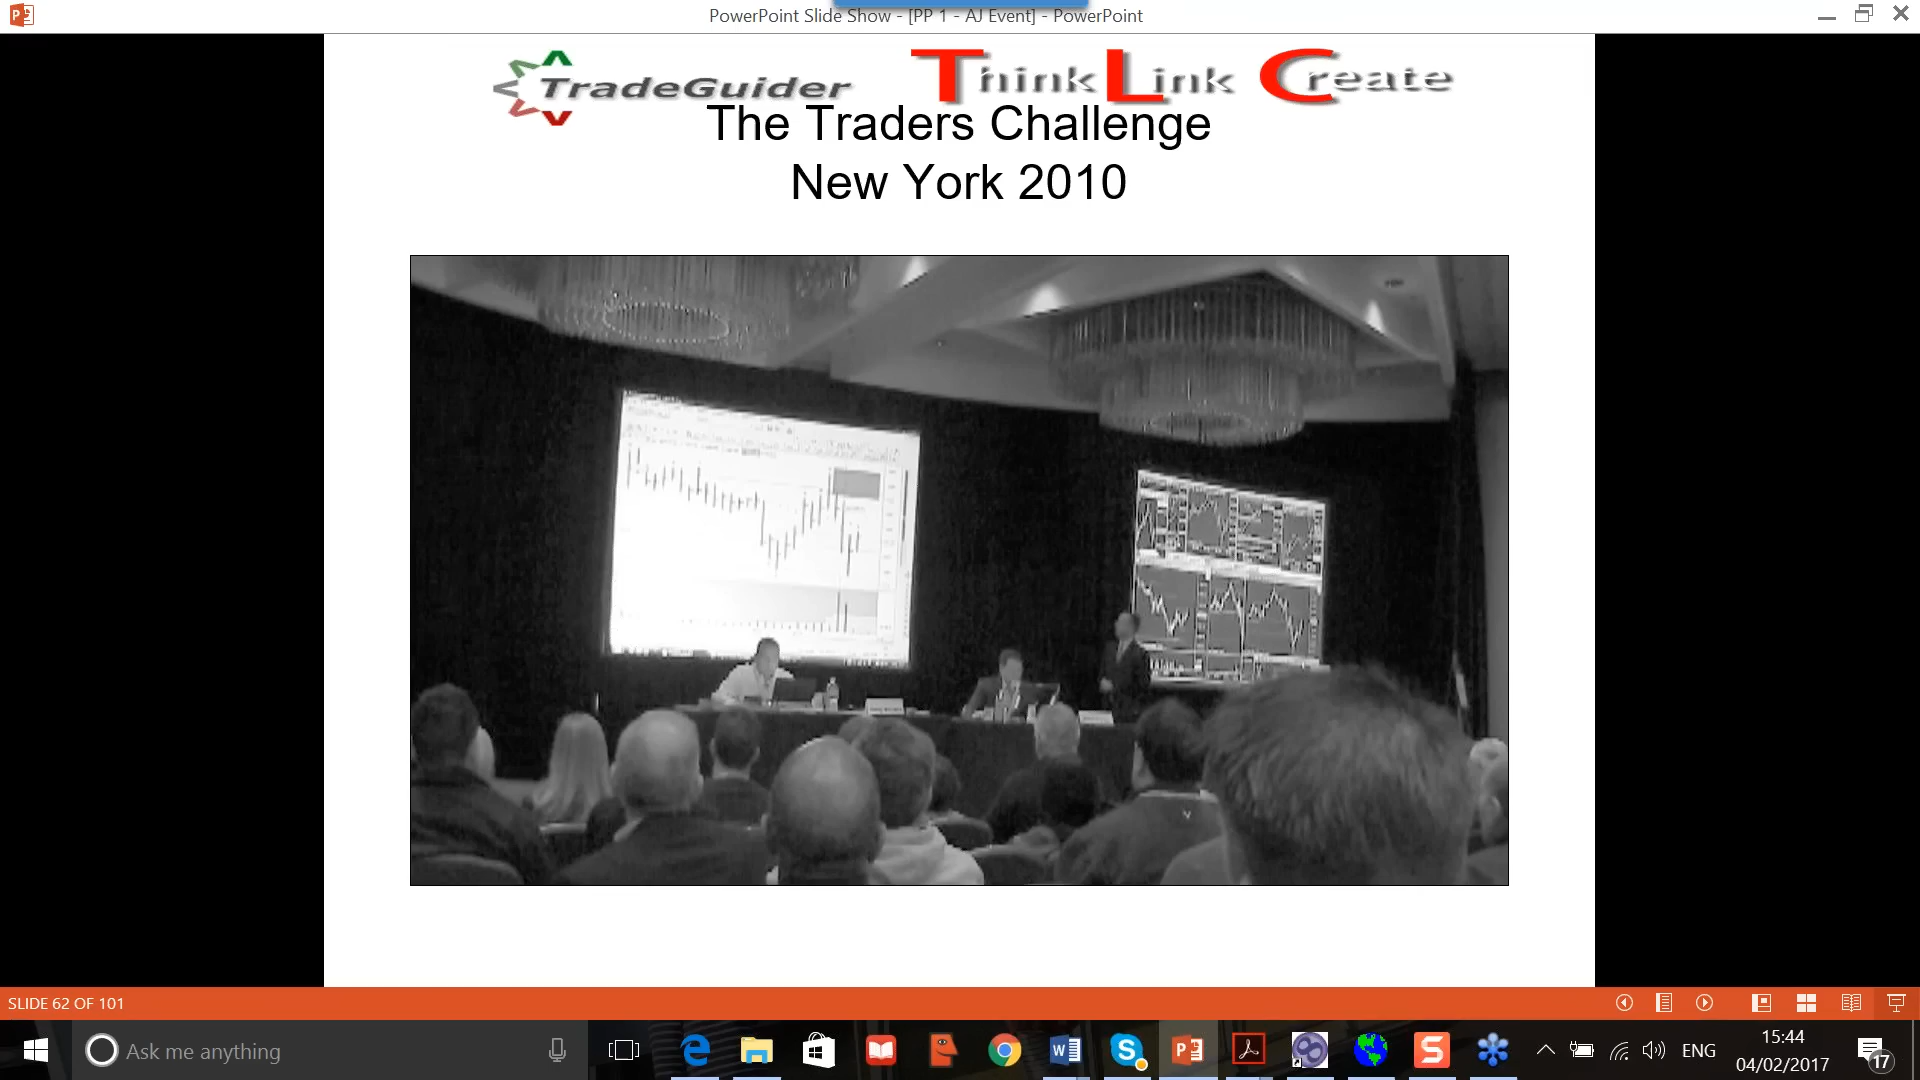 PowerPoint Slide Show - [PP 1 - AJ Event] - PowerPoint
TradeGuider
Think Link Create
The Traders Challenge
New York 2010
SLIDE 62 OF 101
Ask me anything
ENG
15:44
04/02/2017
17